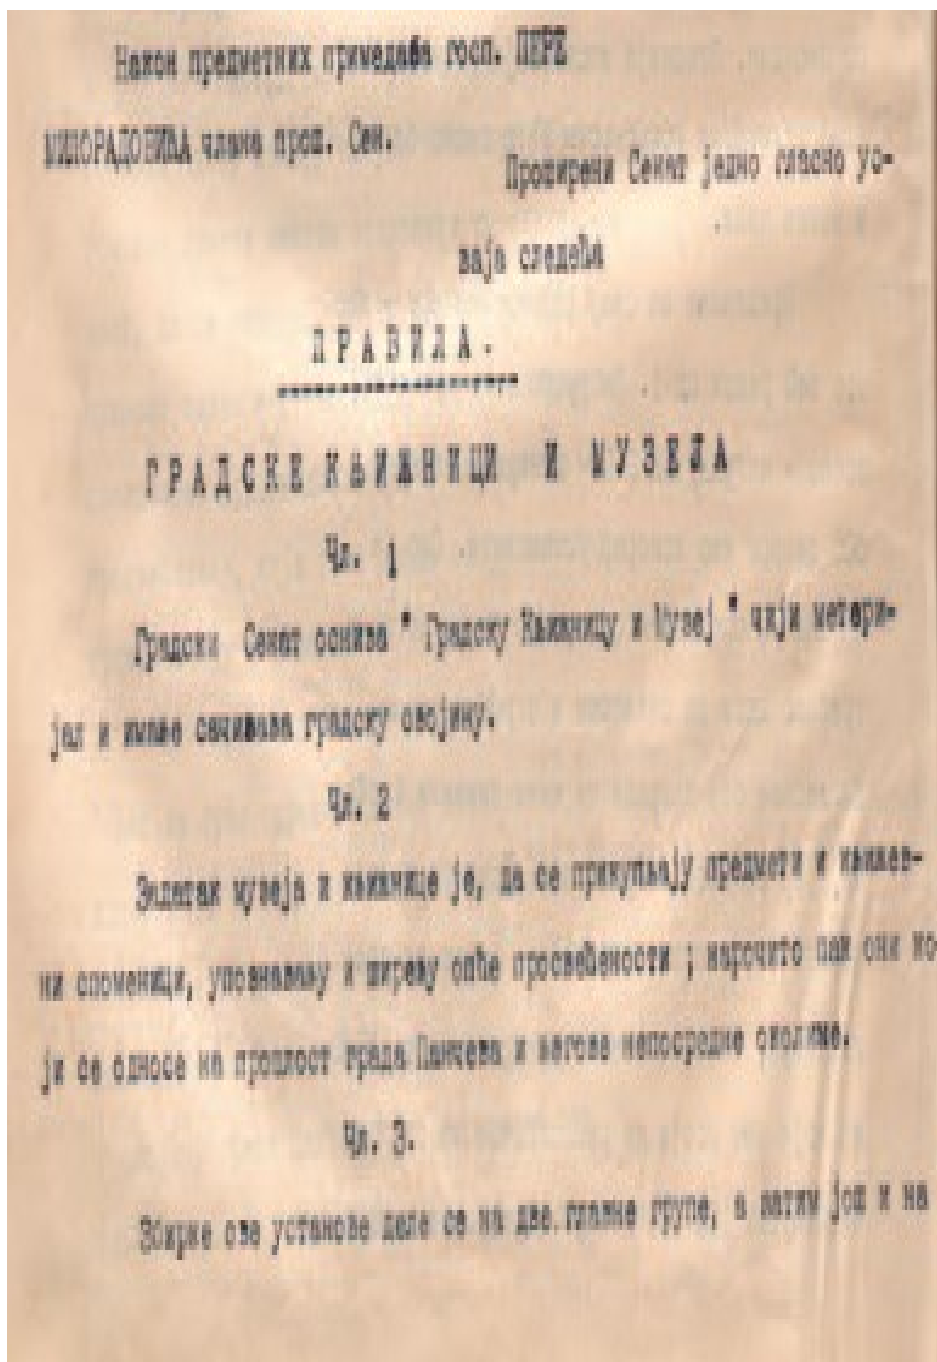 Након предметних примедаба госп. ПЕРЕ
МИЛОРАДОВИЋА члана прош. Сен.
Проширени Сенат једно гласно ус-
ваја следећа
ПРАВИЛА.
ГРАДСКЕ КЊИЖНИЦИ И МУЗЕЈА
Чл. 1
Градски Сенат оснива " Градску Књижницу и Музеј " чији матери-
јал и имање сачињава градску својину.
Чл. 2
Задатак музеја и књижнице је, да се прикупљају предмети и књижев-
ни споменици, упознавању и ширењу опће просвећености ; нарочито пак они ко-
ји се односе на прошлост града Панчева и његове непосредне околине.
Чл. 3.
Збирке ове установе деле се на две главне групе, а затим још и на